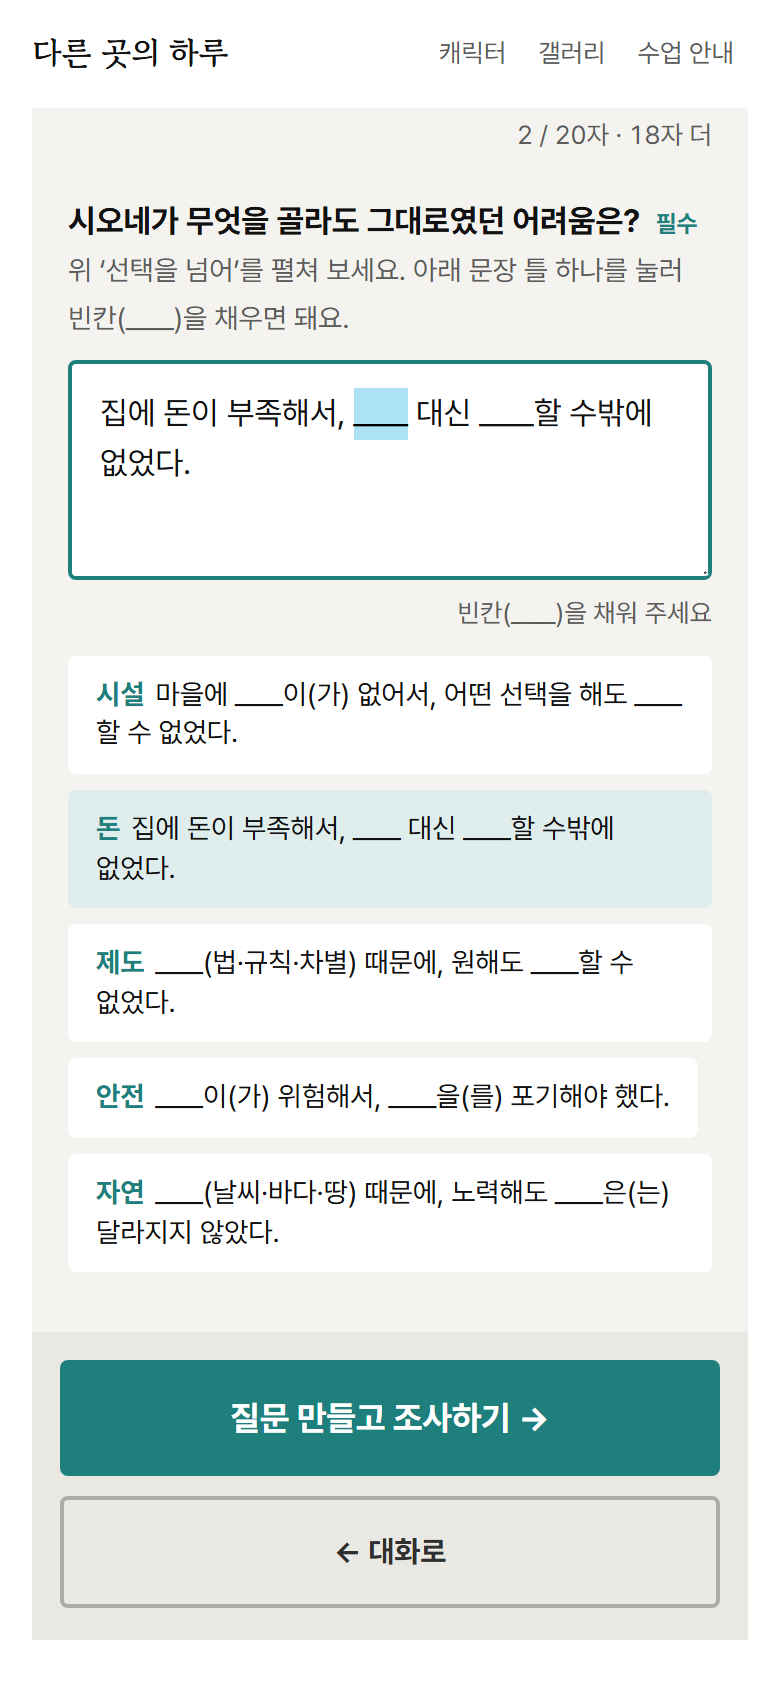 다른 곳의 하루
캐릭터 갤러리 수업 안내
2 / 20자 · 18자 더
시오네가 무엇을 골라도 그대로였던 어려움은? 필수
위 ‘선택을 넘어’를 펼쳐 보세요. 아래 문장 틀 하나를 눌러
빈칸(____)을 채우면 돼요.
집에 돈이 부족해서, ____ 대신 ____할 수밖에
없었다.
빈칸(____)을 채워 주세요
시설 마을에 ____이(가) 없어서, 어떤 선택을 해도 ____
할 수 없었다.
돈 집에 돈이 부족해서, ____ 대신 ____할 수밖에
없었다.
제도 ____(법·규칙·차별) 때문에, 원해도 ____할 수
없었다.
안전 ____이(가) 위험해서, ____을(를) 포기해야 했다.
자연 ____(날씨·바다·땅) 때문에, 노력해도 ____은(는)
달라지지 않았다.
질문 만들고 조사하기 →
← 대화로